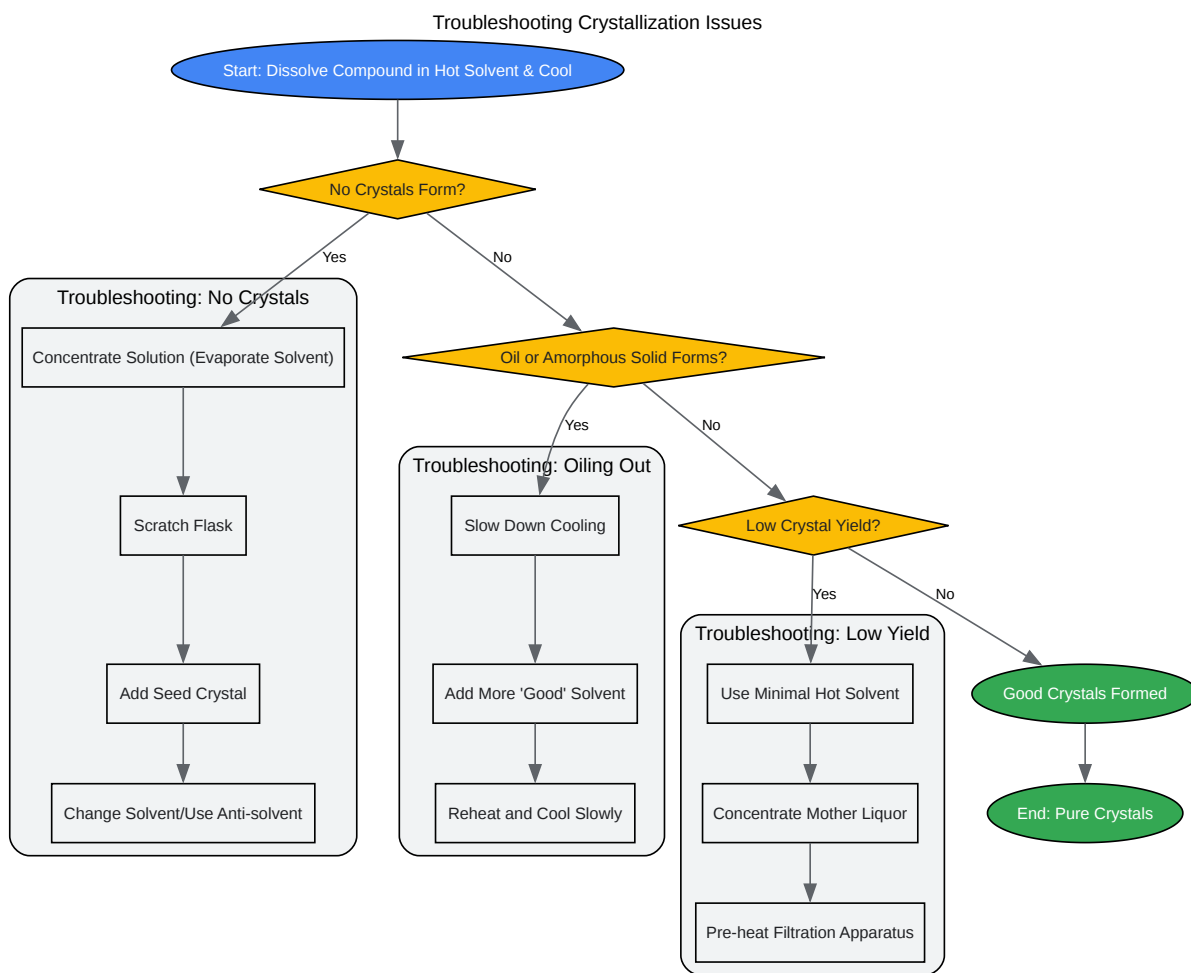 Troubleshooting Crystallization Issues
Start: Dissolve Compound in Hot Solvent & Cool
No Crystals Form?
Yes
No
Troubleshooting: No Crystals
Concentrate Solution (Evaporate Solvent)
Scratch Flask
Add Seed Crystal
Change Solvent/Use Anti-solvent
Oil or Amorphous Solid Forms?
Yes
No
Troubleshooting: Oiling Out
Slow Down Cooling
Add More 'Good' Solvent
Reheat and Cool Slowly
Low Crystal Yield?
Yes
No
Troubleshooting: Low Yield
Use Minimal Hot Solvent
Concentrate Mother Liquor
Pre-heat Filtration Apparatus
Good Crystals Formed
End: Pure Crystals